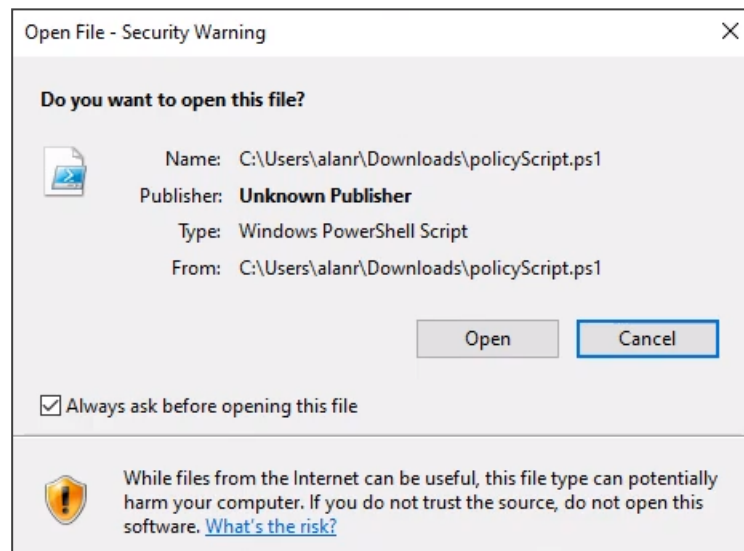 Open File - Security Warning
Do you want to open this file?
Name: C:\Users\alanr\Downloads\policyScript.ps1
Publisher: Unknown Publisher
Type: Windows PowerShell Script
From: C:\Users\alanr\Downloads\policyScript.ps1
Open Cancel
Always ask before opening this file
While files from the Internet can be useful, this file type can potentially
harm your computer. If you do not trust the source, do not open this
software. What's the risk?